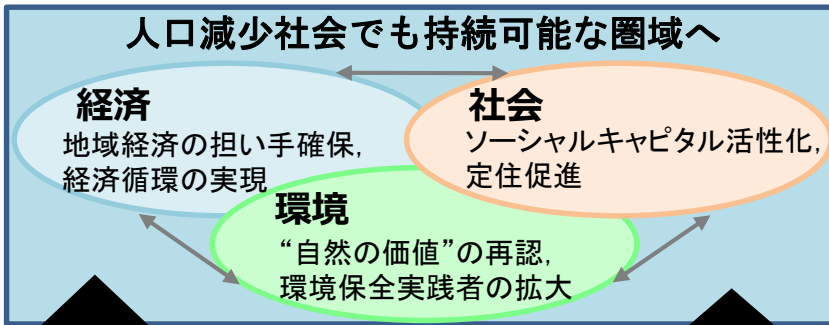 人口減少社会でも持続可能な圏域へ
経済
地域経済の担い手確保，
経済循環の実現
社会
ソーシャルキャピタル活性化，
定住促進
環境
“自然の価値”の再認，
環境保全実践者の拡大